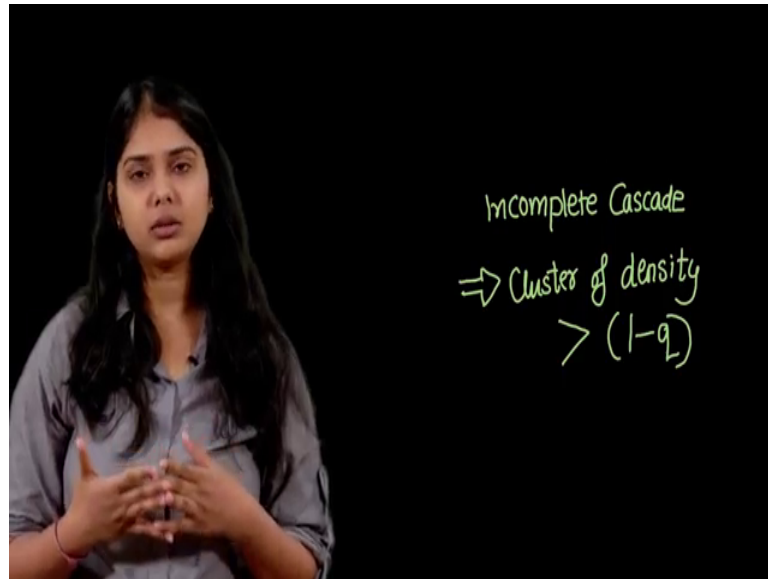 Incomplete Cascade
⇒ Cluster of density
> (1-q)